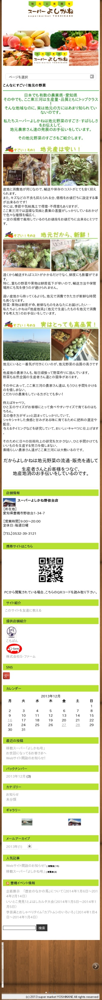 地元に実顔を
スーパーよしかね
supermarket YOSHIKANE
地元に実顔を
スーパーよしかね
supermarket YOSHIKANE
ページを選択
こんなにすごい！地元の野菜
日本でも有数の農業県・愛知県
その中でも、ここ東三河は生産量・品質ともにトップクラス
！
そんな地域なのに、実は地元の方にはあまり知られてい
ないのです。
私たちスーパーよしかねは地元野菜のすごさ・すばらしさ
をお伝えして、
地元農家さん達の発展のお手伝いをしています。
その地元野菜のすごさをご紹介します。
すごい！その1 地元産は安い！
産地と消費地が同じなので、輸送や保存のコストがとても安く抑え
られます。
また、キズなどの不良も抑えられる分、価格をお値打ちに設定する事
が出来るのです！
中には、季節や気候風土で得意・不得意もありますが、
ここ東三河では温暖な気候と農業の基盤がしっかりしているおかげ
で色々な種類を幅広く、
一定の規模で栽培しているのもお値段をお値打ちに出来るヒミツで
す。
すごい！その2 地元だから、新鮮！
遠くから輸送すればコストがかかるだけでなく、鮮度にも影響がでま
す。
特に、葉もの野菜や果物は鮮度低下が早いので、輸送方法や保管
場所にも気を使うのが避けられません。
遠い産地から持ってくるよりも、地元で消費できた方が新鮮な時間
も長くなります。
野菜・果物は鮮度が命、新鮮なものをあなたにお届けしたい…
私たちよしかねは『地産地消』（地元で生産したものを地元で消費
する考え方）のお手伝いをしています。
すごい！その3 実はとっても高品質！
地元にいると一番気が付きにくいのが、地元野菜の品質の高さです
。
他産地の農家さんも、毎日頑張って野菜作りに励んでいます。
野菜も当然全国の生産者さん達との競争があります。
その中にあって、ここ東三河の農家さん達は、もうひと手間をかける
のを惜しまない、
こだわりの農業をしている方がとても多い！
例えばキャベツ。
ひと玉のサイズがお客様にとって食べやすいサイズで育てるのはも
ちろん、
玉の巻き方がギュッと詰まってしっかりしていて、
シャキシャキした食感と甘みがある味に育てるために肥料の選定や
配合、
与えるタイミングなどを研究していて、おいしいキャベツに仕上げます
。
そのために日々の技術向上の研究を欠かさない、ひと手間かけても
いいものを生産する努力を惜しまない、
素晴らしい農家さん達がここ東三河には大勢いるのです。
だからよしかねは地元野菜の流通・販売を通して
、
生産者さんとお客様をつなぐ、
地産地消のお手伝いをしているのです。
店舗情報
スーパーよしかね野依台店
【所在地】
愛知県豊橋市野依台1-34-7
【営業時間】9:00〜20:00
定休日：毎週日曜
【TEL】0532-39-3121
携帯サイトはこちら
PCから閲覧されている場合、こちらのQRコードを読み取り下さい。
サイト紹介
このサイトを友達に教える
提供店舗紹介
こもぱん
G·farm
株式会社G・ファーム
SNS
g+
カレンダー
2013年12月
月 火 水 木 金 土 日
1
2 3 4 5 6 7 8
9 10 11 12 13 14 15
16 17 18 19 20 21 22
23 24 25 26 27 28 29
30 31
最近の投稿
移動スーパー「よしかね号」
お世話になってるお客さまへ
Webサイト開設のお知らせ！
バックナンバー
2013年12月 (3)
カテゴリー
お知らせ
未分類
ギャラリー
メールアーカイブ
2013年(1)
人気記事
Webサイト開設のお知らせ！ | 閲覧数(15)
移動スーパー「よしかね号」 | 閲覧数(4)
豊橋イベント情報
企画展示 「歴史のなかの馬」について（2014年1月6日〜201
4年2月14日）
いいとこ発見！とよはしカルタ大会（2014年1月5日〜2014年1
月5日）
学芸員とおしゃべりタイム「カブトムシのいろいろ」（2014年1月4
日〜2014年1月4日）
検索
(c) 2013 super market YOSHIKANE All rights reserved